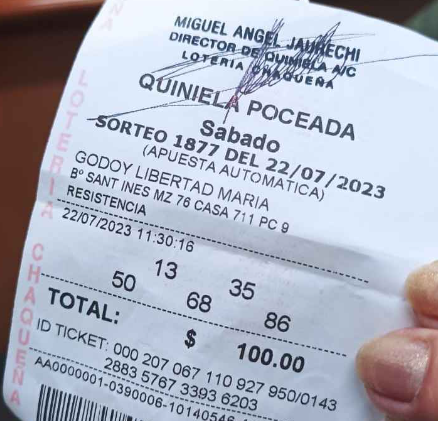 MIGUEL ANGEL JAURECHI
DIRECTOR DE QUINIELA A/C
LOTERIA CHAQUEÑA
QUINIELA POCEADA
Sabado
SORTEO 1877 DEL 22/07/2023
(APUESTA AUTOMATICA)
GODOY LIBERTAD MARIA
Bº SANT INES MZ 76 CASA 711 PC 9
RESISTENCIA
22/07/2023 11:30:16
13 35
50 68 86
TOTAL: $ 100.00
ID TICKET: 000 207 067 110 927 950/0143
2883 5767 3393 6203
LOTERIA CHAQUEÑA